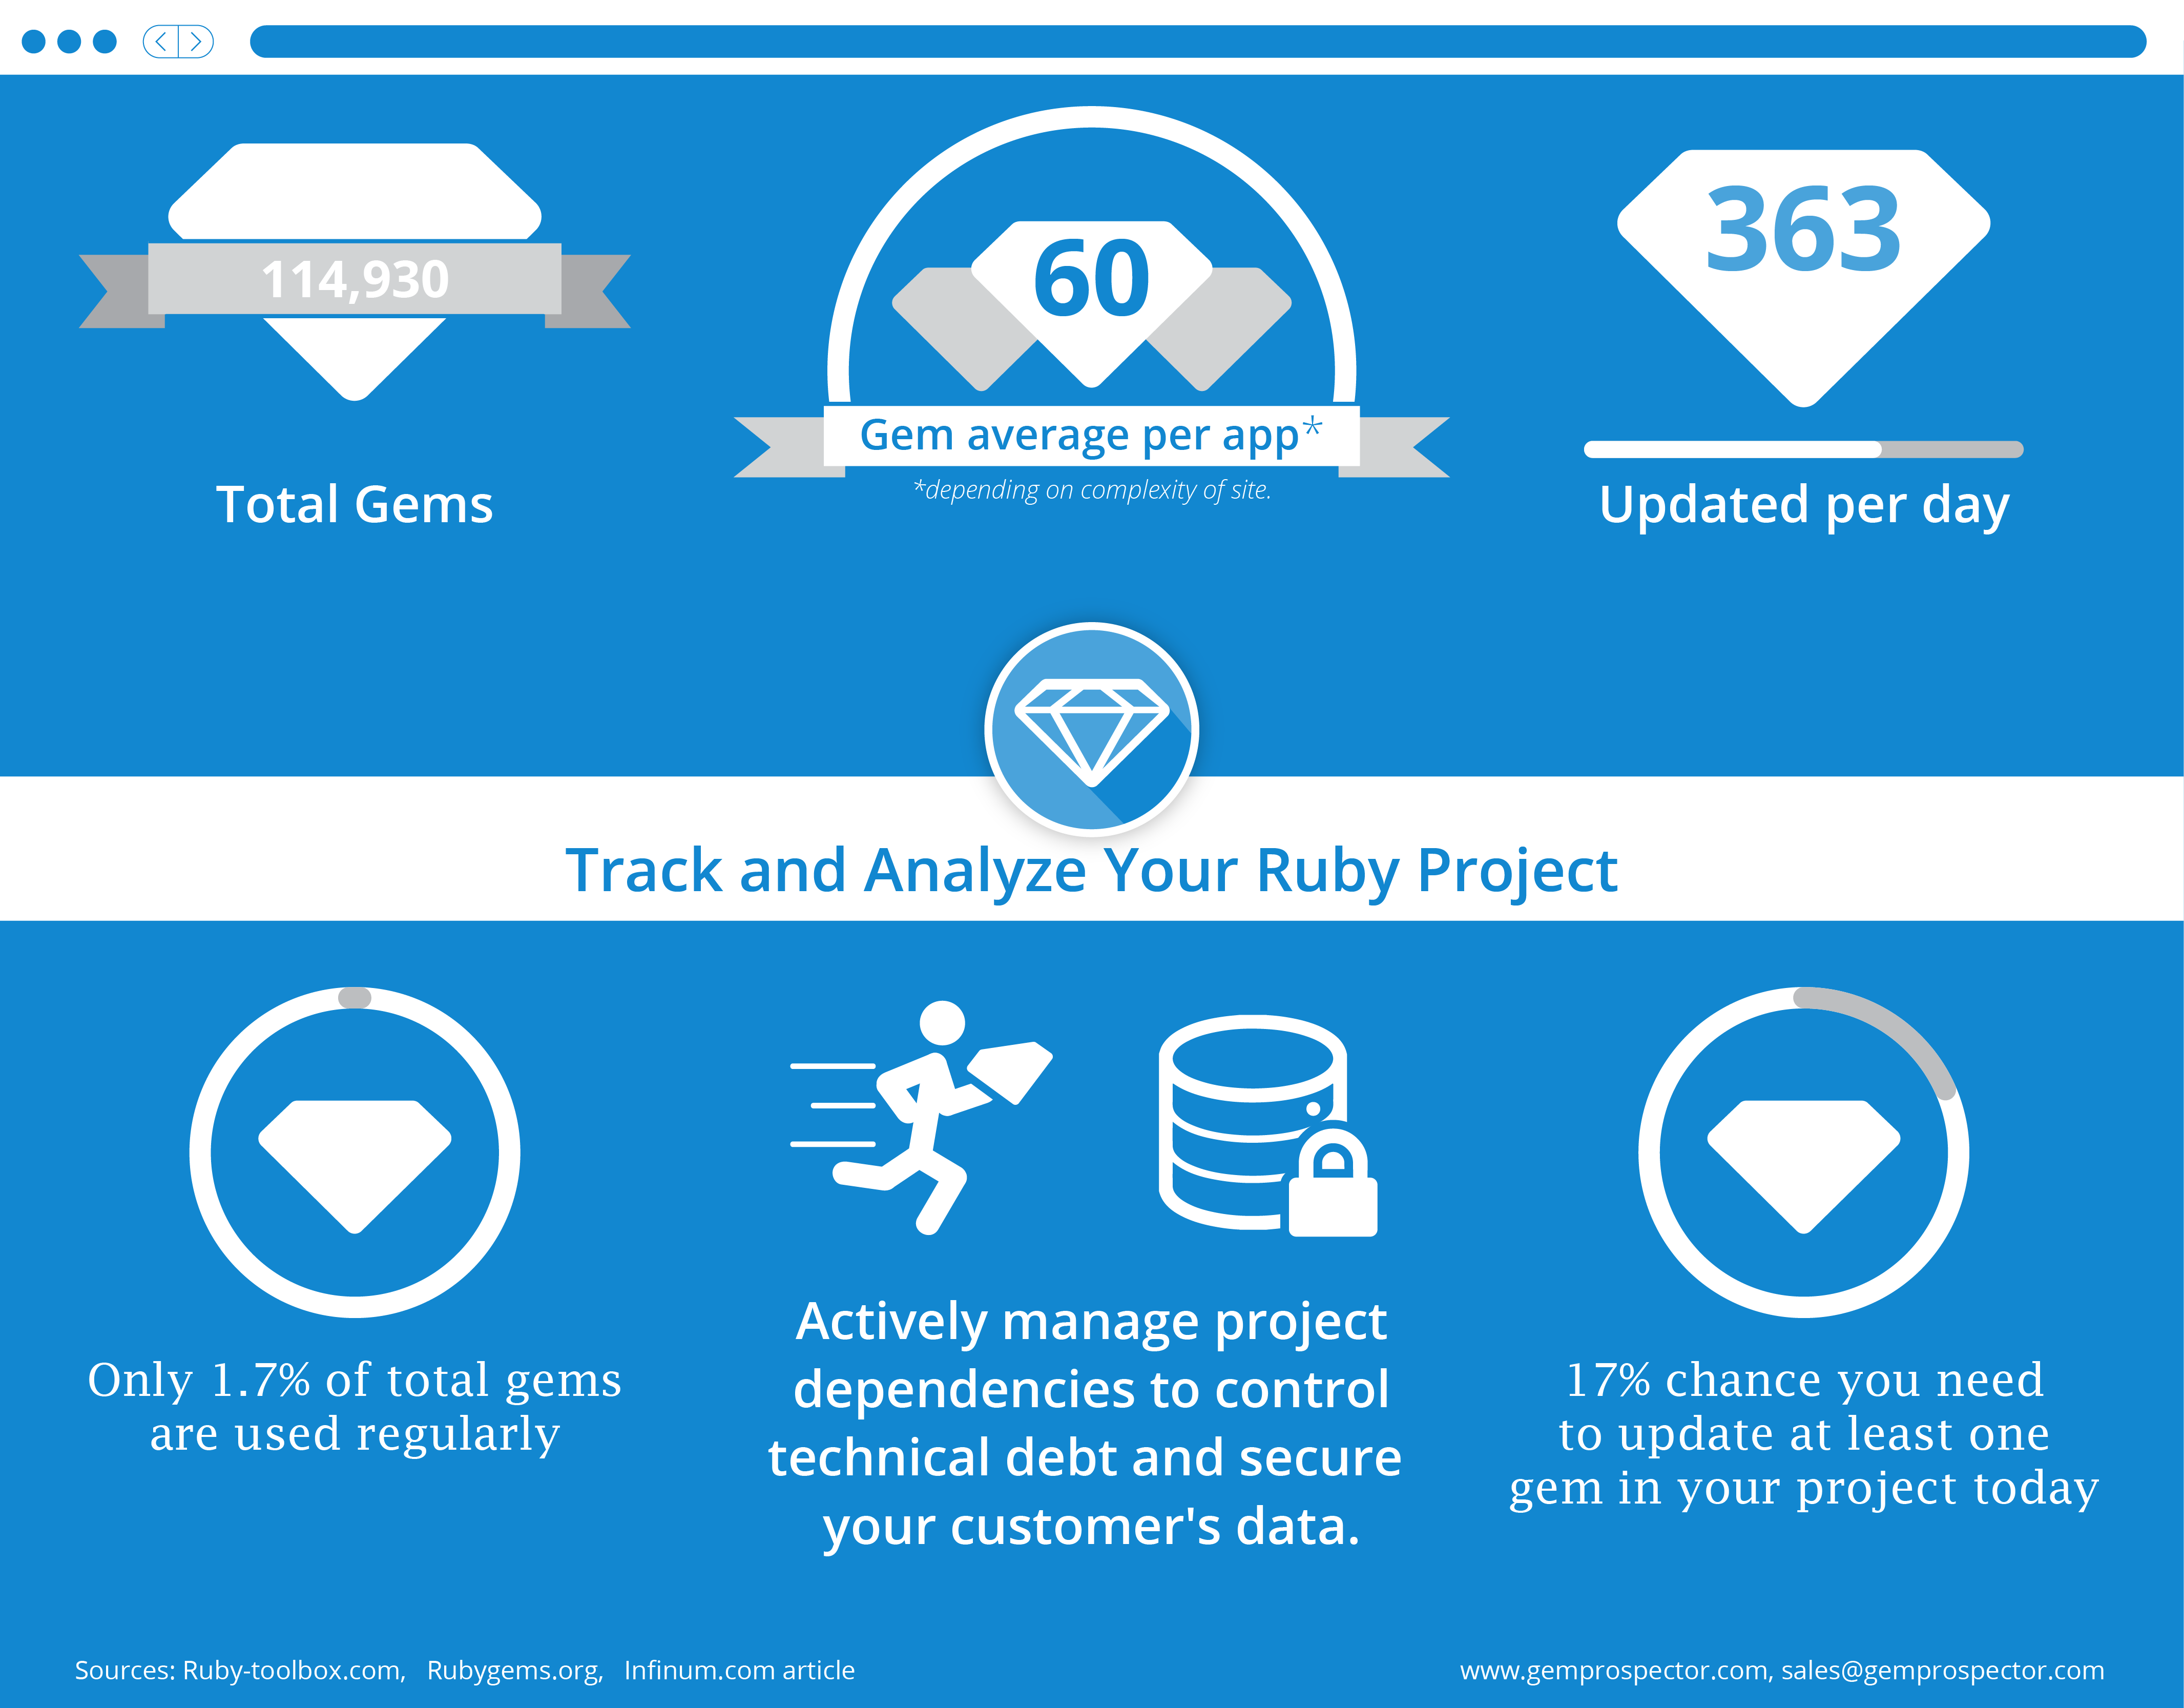 114,930
Total Gems
60
Gem average per app*
*depending on complexity of site.
363
Updated per day
Track and Analyze Your Ruby Project
Only 1.7% of total gems
are used regularly
Actively manage project
dependencies to control
technical debt and secure
your customer's data.
17% chance you need
to update at least one
gem in your project today
Sources: Ruby-toolbox.com, Rubygems.org, Infinum.com article
www.gemprospector.com, sales@gemprospector.com